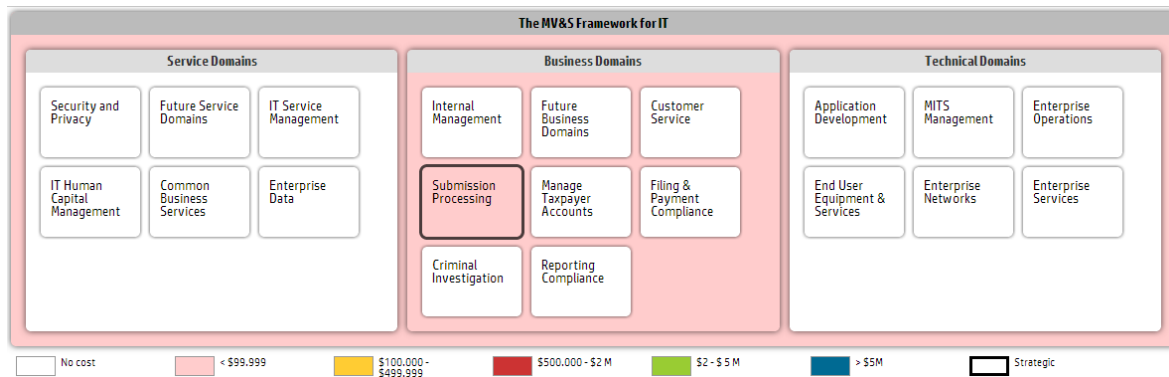 The MV&S Framework for IT
Service Domains
Security and
Privacy
Future Service
Domains
IT Service
Management
IT Human
Capital
Management
Common
Business
Services
Enterprise
Data
Business Domains
Internal
Management
Future
Business
Domains
Customer
Service
Submission
Processing
Manage
Taxpayer
Accounts
Filing &
Payment
Compliance
Criminal
Investigation
Reporting
Compliance
Technical Domains
Application
Development
MITS
Management
Enterprise
Operations
End User
Equipment &
Services
Enterprise
Networks
Enterprise
Services
No cost
< $99.999
$100.000 -
$499.999
$500.000 - $2 M
$2 - $ 5 M
> $5M
Strategic